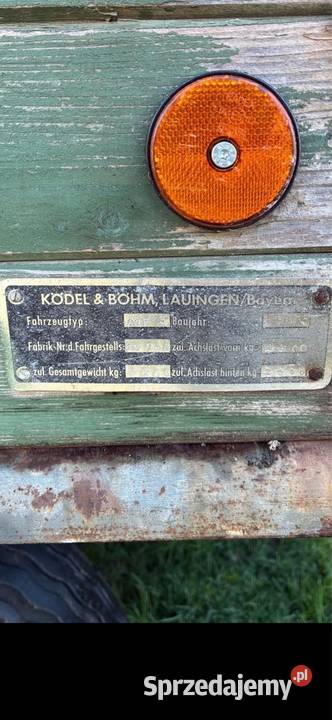 KÖDEL & BÖHM, LAUINGEN/Bayern
Fahrzeugtyp: Baujahr:
Fabrik-Nr.d.Fahrgestells: zul. Achslast vorn kg:
zul. Gesamtgewicht kg: zul. Achslast hinten kg
Sprzedajemy.pl